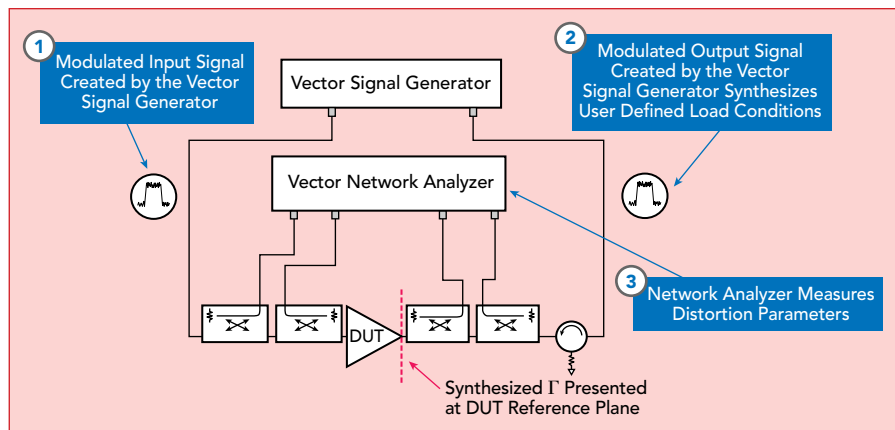 1
Modulated Input Signal
Created by the Vector
Signal Generator
2
Modulated Output Signal
Created by the Vector
Signal Generator Synthesizes
User Defined Load Conditions
Vector Signal Generator
Vector Network Analyzer
3
Network Analyzer Measures
Distortion Parameters
DUT
Synthesized Γ Presented
at DUT Reference Plane